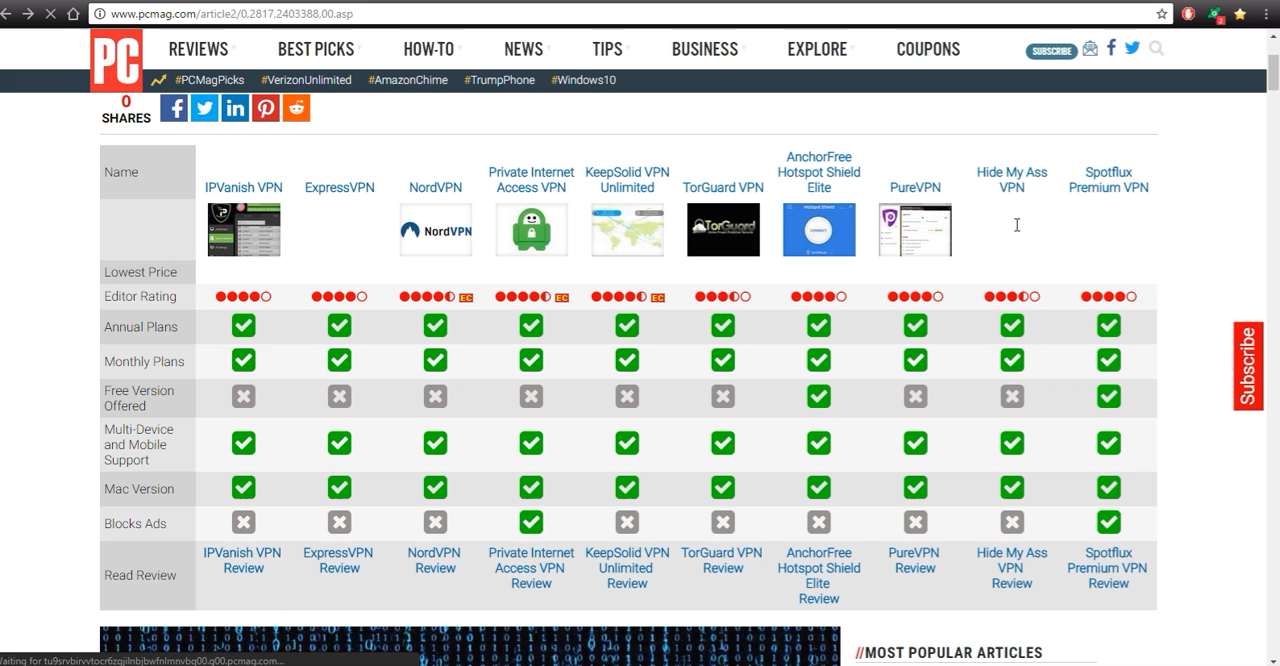 www.pcmag.com/article2/0,2817,2403388,00.asp
2
PC
REVIEWS
BEST PICKS
HOW-TO
NEWS
TIPS
BUSINESS
EXPLORE
COUPONS
SUBSCRIBE
#PCMagPicks
#VerizonUnlimited
#AmazonChime
#TrumpPhone
#Windows10
0
SHARES
Name
IPVanish VPN
ExpressVPN
NordVPN
Private Internet
Access VPN
KeepSolid VPN
Unlimited
TorGuard VPN
AnchorFree
Hotspot Shield
Elite
PureVPN
Hide My Ass
VPN
Spotflux
Premium VPN
NordVPN
TorGuard
Lowest Price
Editor Rating
EC
EC
EC
Annual Plans
Monthly Plans
Free Version
Offered
Multi-Device
and Mobile
Support
Mac Version
Blocks Ads
Read Review
IPVanish VPN
Review
ExpressVPN
Review
NordVPN
Review
Private Internet
Access VPN
Review
KeepSolid VPN
Unlimited
Review
TorGuard VPN
Review
AnchorFree
Hotspot Shield
Elite
Review
PureVPN
Review
Hide My Ass
VPN
Review
Spotflux
Premium VPN
Review
Subscribe
//MOST POPULAR ARTICLES